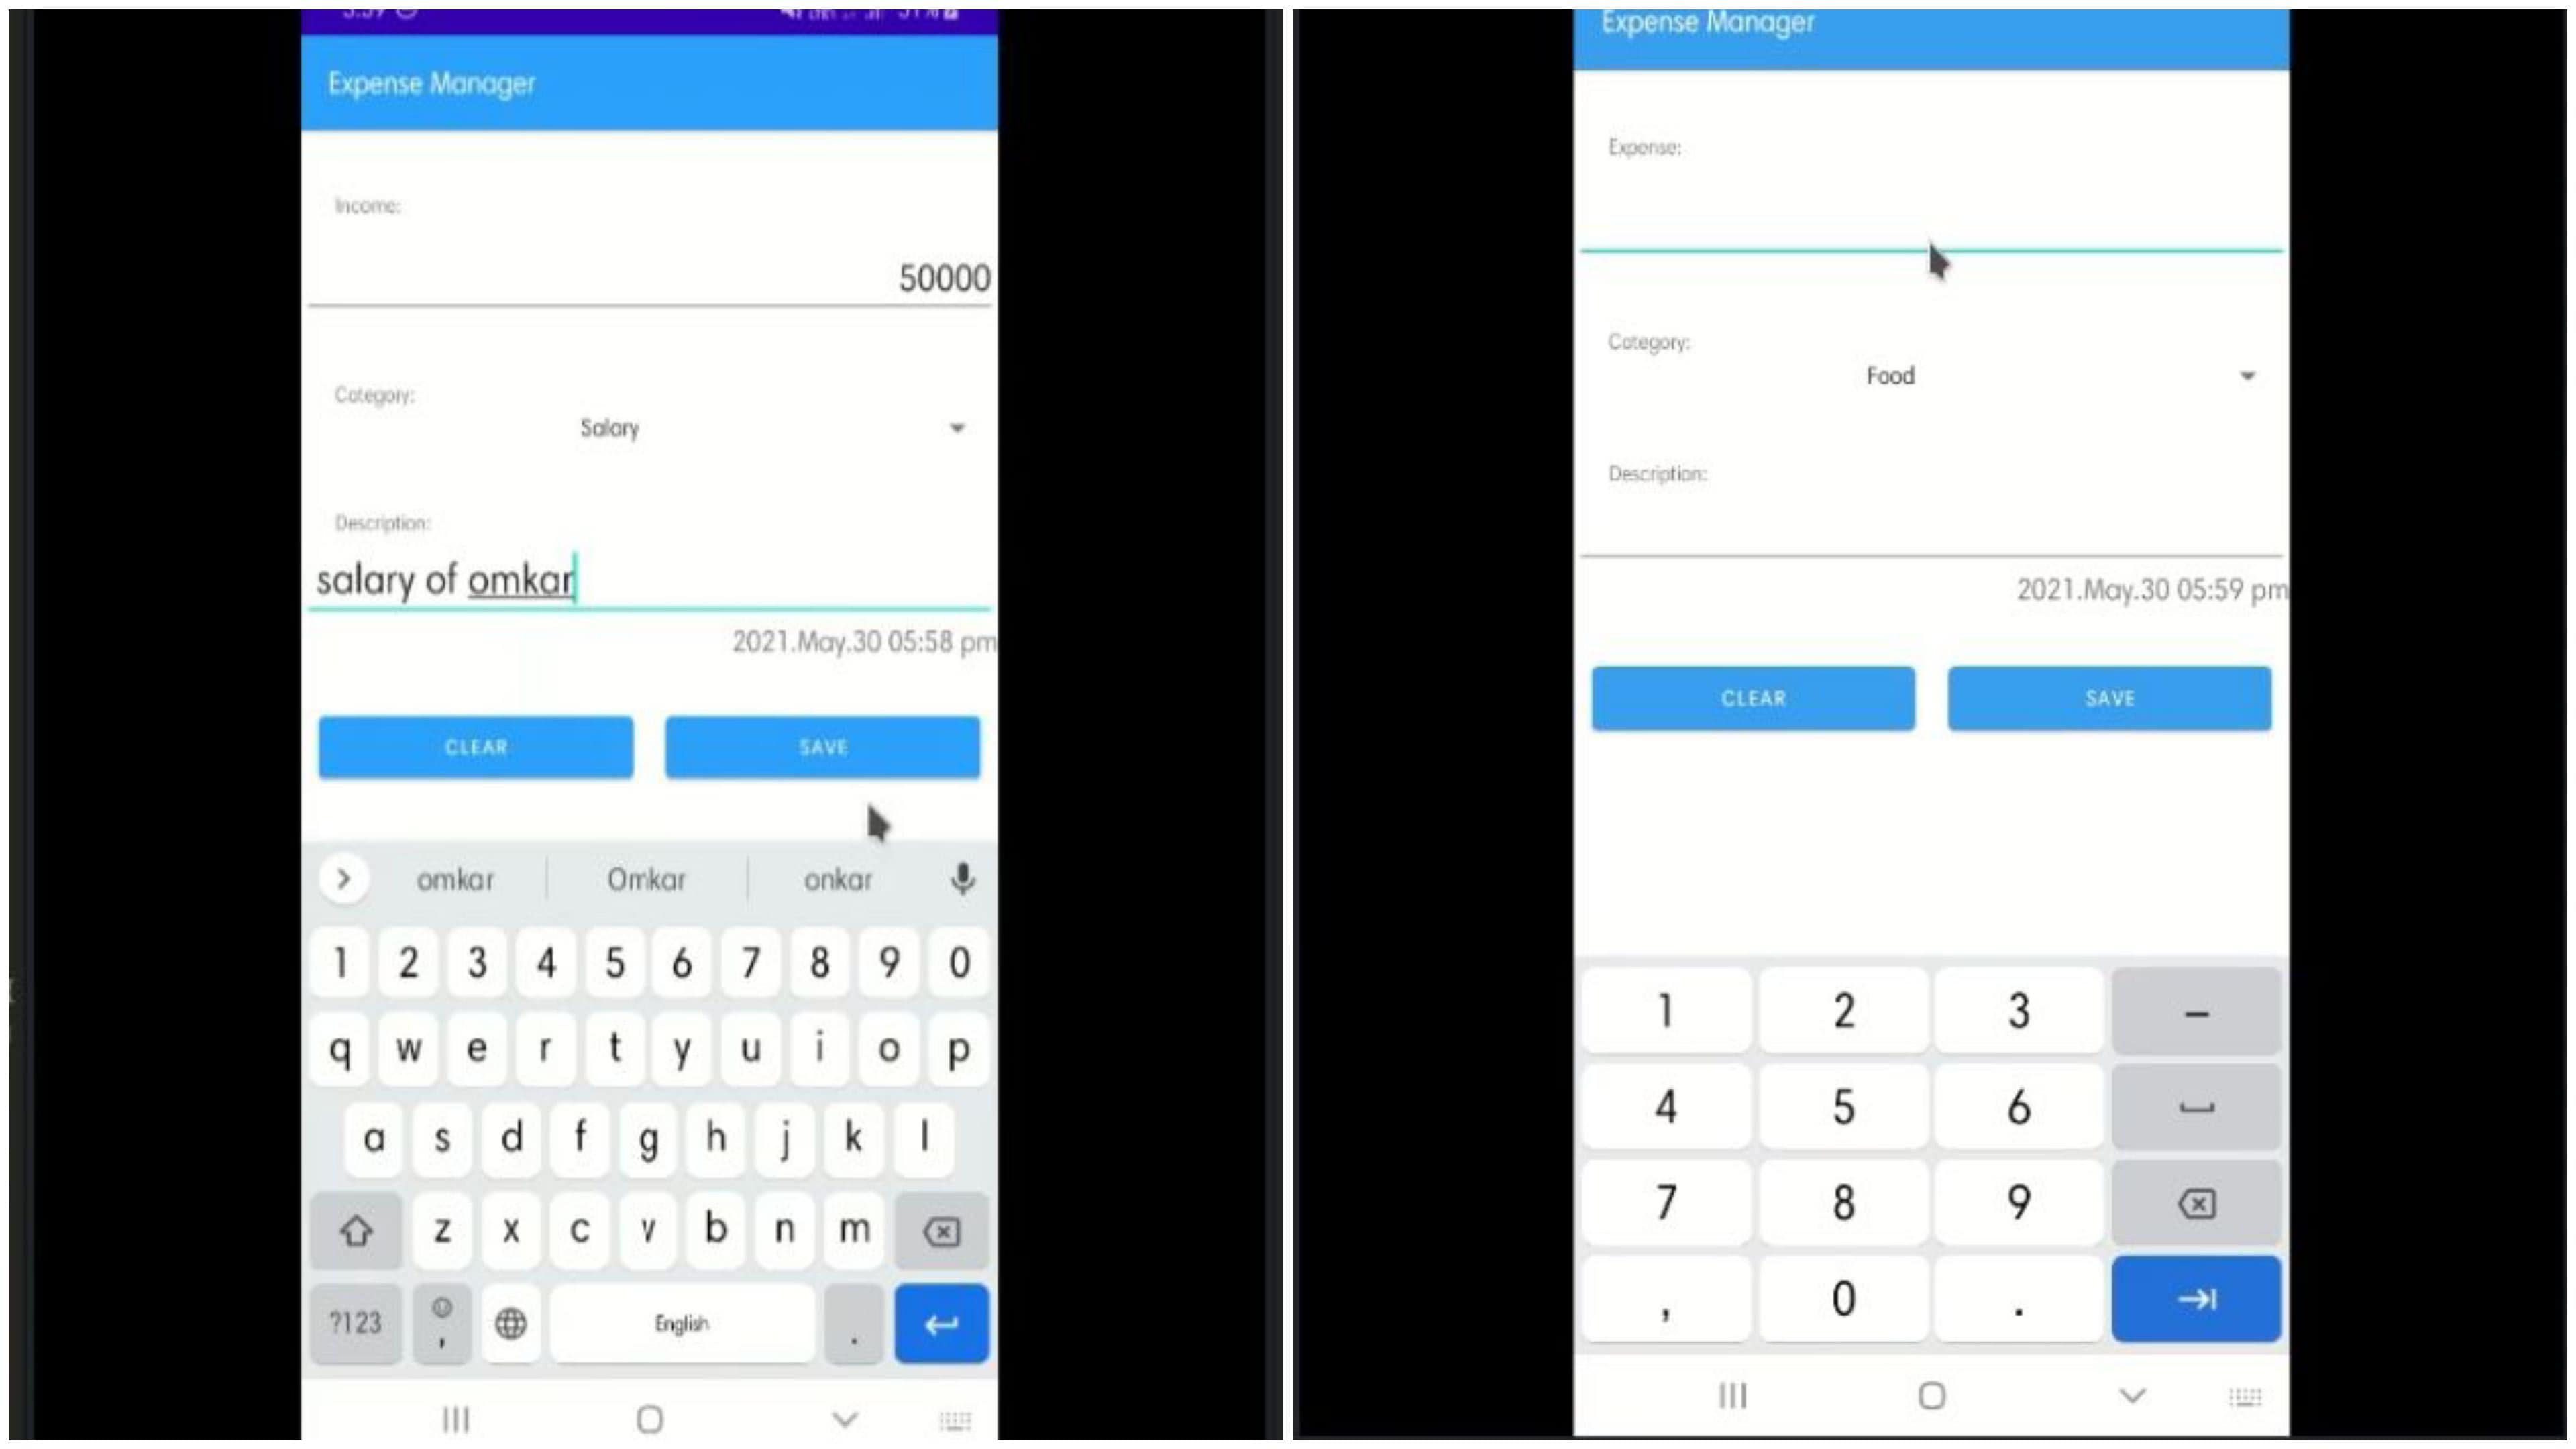 Expense Manager
Income:
50000
Category:
Salary
Description:
salary of omkar
2021.May.30 05:58 pm
CLEAR SAVE
omkar Omkar onkar
1 2 3 4 5 6 7 8 9 0
q w e r t y u i o p
a s d f g h j k l
z x c v b n m
?123 , English .
Expense Manager
Expense:
Category:
Food
Description:
2021.May.30 05:59 pm
CLEAR SAVE
1 2 3 –
4 5 6
7 8 9
, 0 .